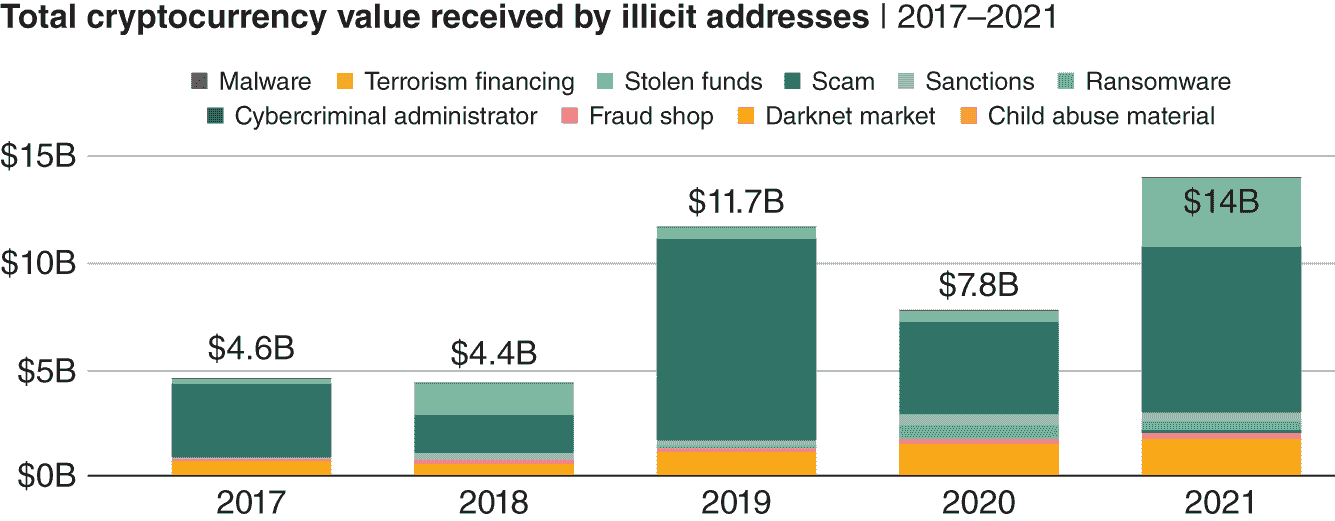 Total cryptocurrency value received by illicit addresses | 2017–2021
Malware Terrorism financing Stolen funds Scam Sanctions Ransomware
Cybercriminal administrator Fraud shop Darknet market Child abuse material
$15B
$10B
$5B
$0B
$4.6B
$4.4B
$11.7B
$7.8B
$14B
2017 2018 2019 2020 2021